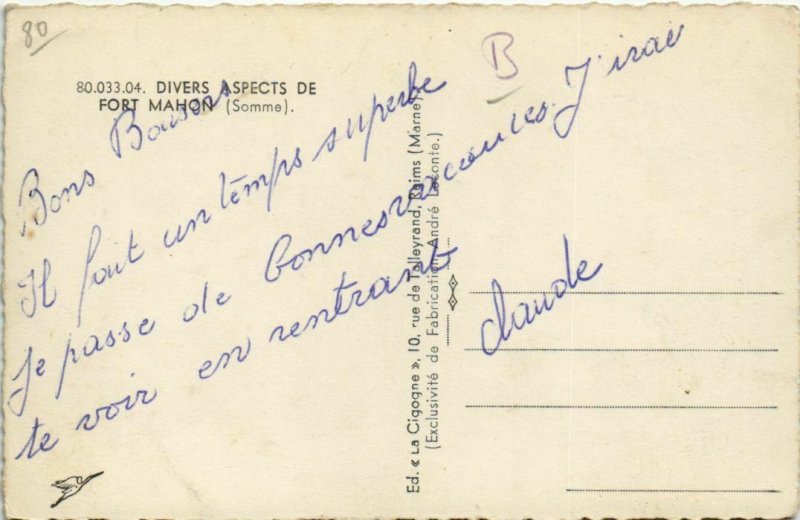 80
B
80.033.04. DIVERS ASPECTS DE
FORT MAHON (Somme).
Bons Baisers
Il fait un temps superbe
Je passe de bonnes vacances. J'irai
te voir en rentrant
claude
Ed. « La Cigogne », 10, rue de Talleyrand, Reims (Marne)
(Exclusivité de Fabrication André Leconte.)